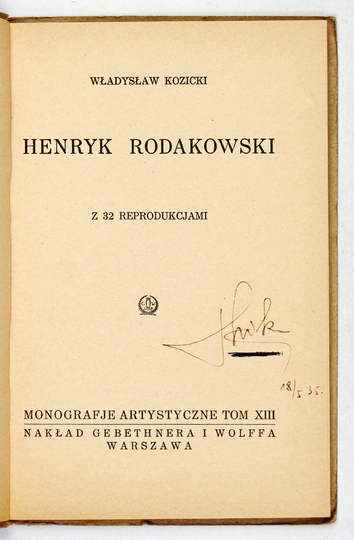 WŁADYSŁAW KOZICKI
HENRYK RODAKOWSKI
Z 32 REPRODUKCJAMI
18/5.35.
MONOGRAFJE ARTYSTYCZNE TOM XIII
NAKŁAD GEBETHNERA I WOLFFA
WARSZAWA